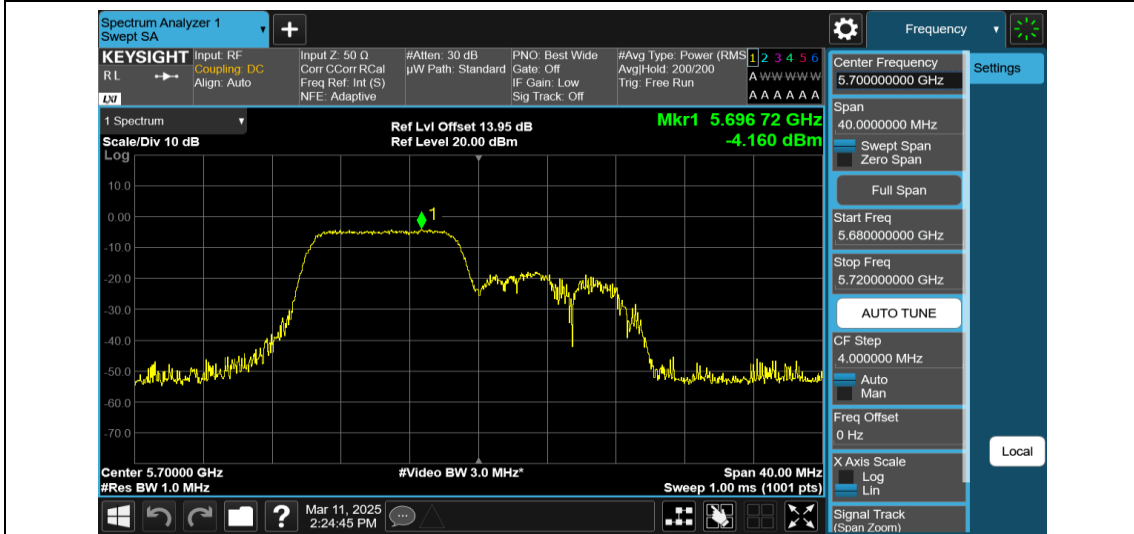 Spectrum Analyzer 1
Swept SA
Frequency
KEYSIGHT
RL
LXI
Input: RF
Coupling: DC
Align: Auto
Input Z: 50 Ω
Corr CCorr RCal
Freq Ref: Int (S)
NFE: Adaptive
#Atten: 30 dB
µW Path: Standard
PNO: Best Wide
Gate: Off
IF Gain: Low
Sig Track: Off
#Avg Type: Power (RMS
Avg|Hold: 200/200
Trig: Free Run
1 2 3 4 5 6
A W W W W W
A A A A A A
1 Spectrum
Scale/Div 10 dB
Log
Ref Lvl Offset 13.95 dB
Ref Level 20.00 dBm
Mkr1 5.696 72 GHz
-4.160 dBm
10.0
0.00
-10.0
-20.0
-30.0
-40.0
-50.0
-60.0
-70.0
1
Center 5.70000 GHz
#Res BW 1.0 MHz
#Video BW 3.0 MHz*
Span 40.00 MHz
Sweep 1.00 ms (1001 pts)
Mar 11, 2025
2:24:45 PM
Center Frequency
5.700000000 GHz
Span
40.0000000 MHz
Swept Span
Zero Span
Full Span
Start Freq
5.680000000 GHz
Stop Freq
5.720000000 GHz
AUTO TUNE
CF Step
4.000000 MHz
Auto
Man
Freq Offset
0 Hz
X Axis Scale
Log
Lin
Signal Track
(Span Zoom)
Settings
Local